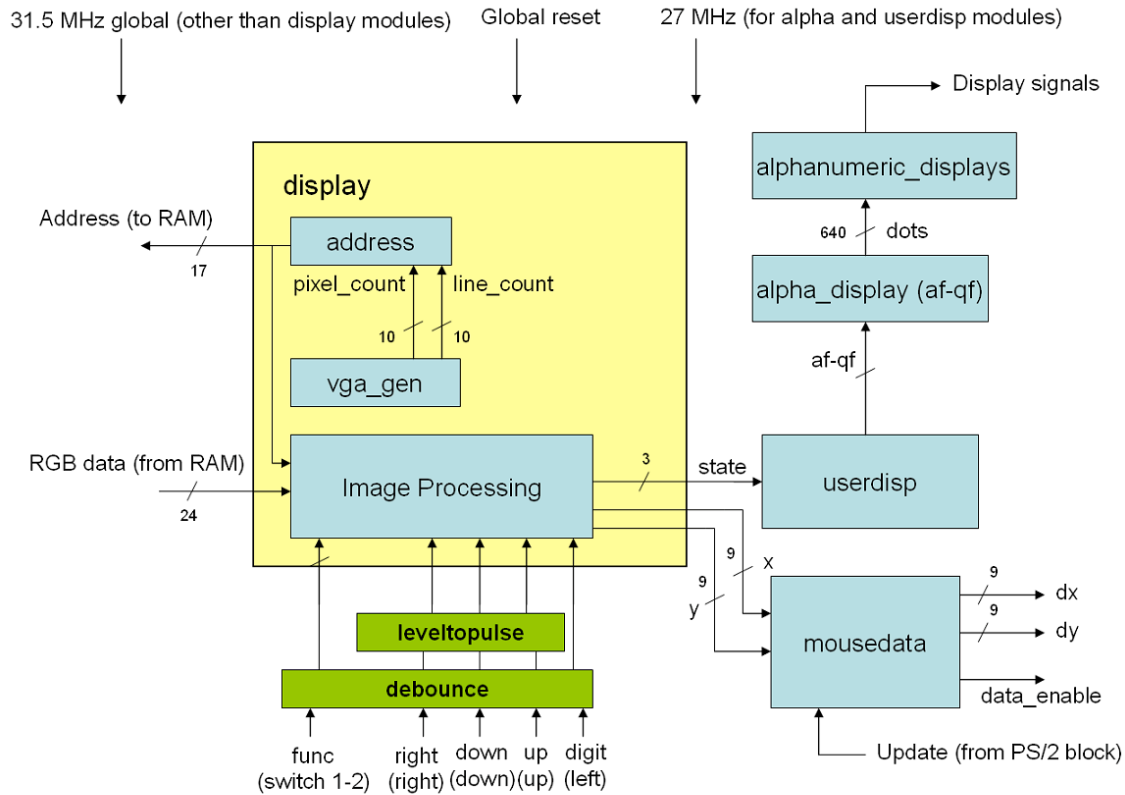 31.5 MHz global (other than display modules)
Global reset
27 MHz (for alpha and userdisp modules)
Display signals
alphanumeric_displays
display
Address (to RAM)
17
address
640
dots
pixel_count
line_count
alpha_display (af-qf)
10
10
af-qf
vga_gen
RGB data (from RAM)
24
Image Processing
3
state
userdisp
9
x
9
y
9
dx
9
dy
mousedata
data_enable
leveltopulse
debounce
func
(switch 1-2)
right
(right)
down
(down)
up
(up)
digit
(left)
Update (from PS/2 block)